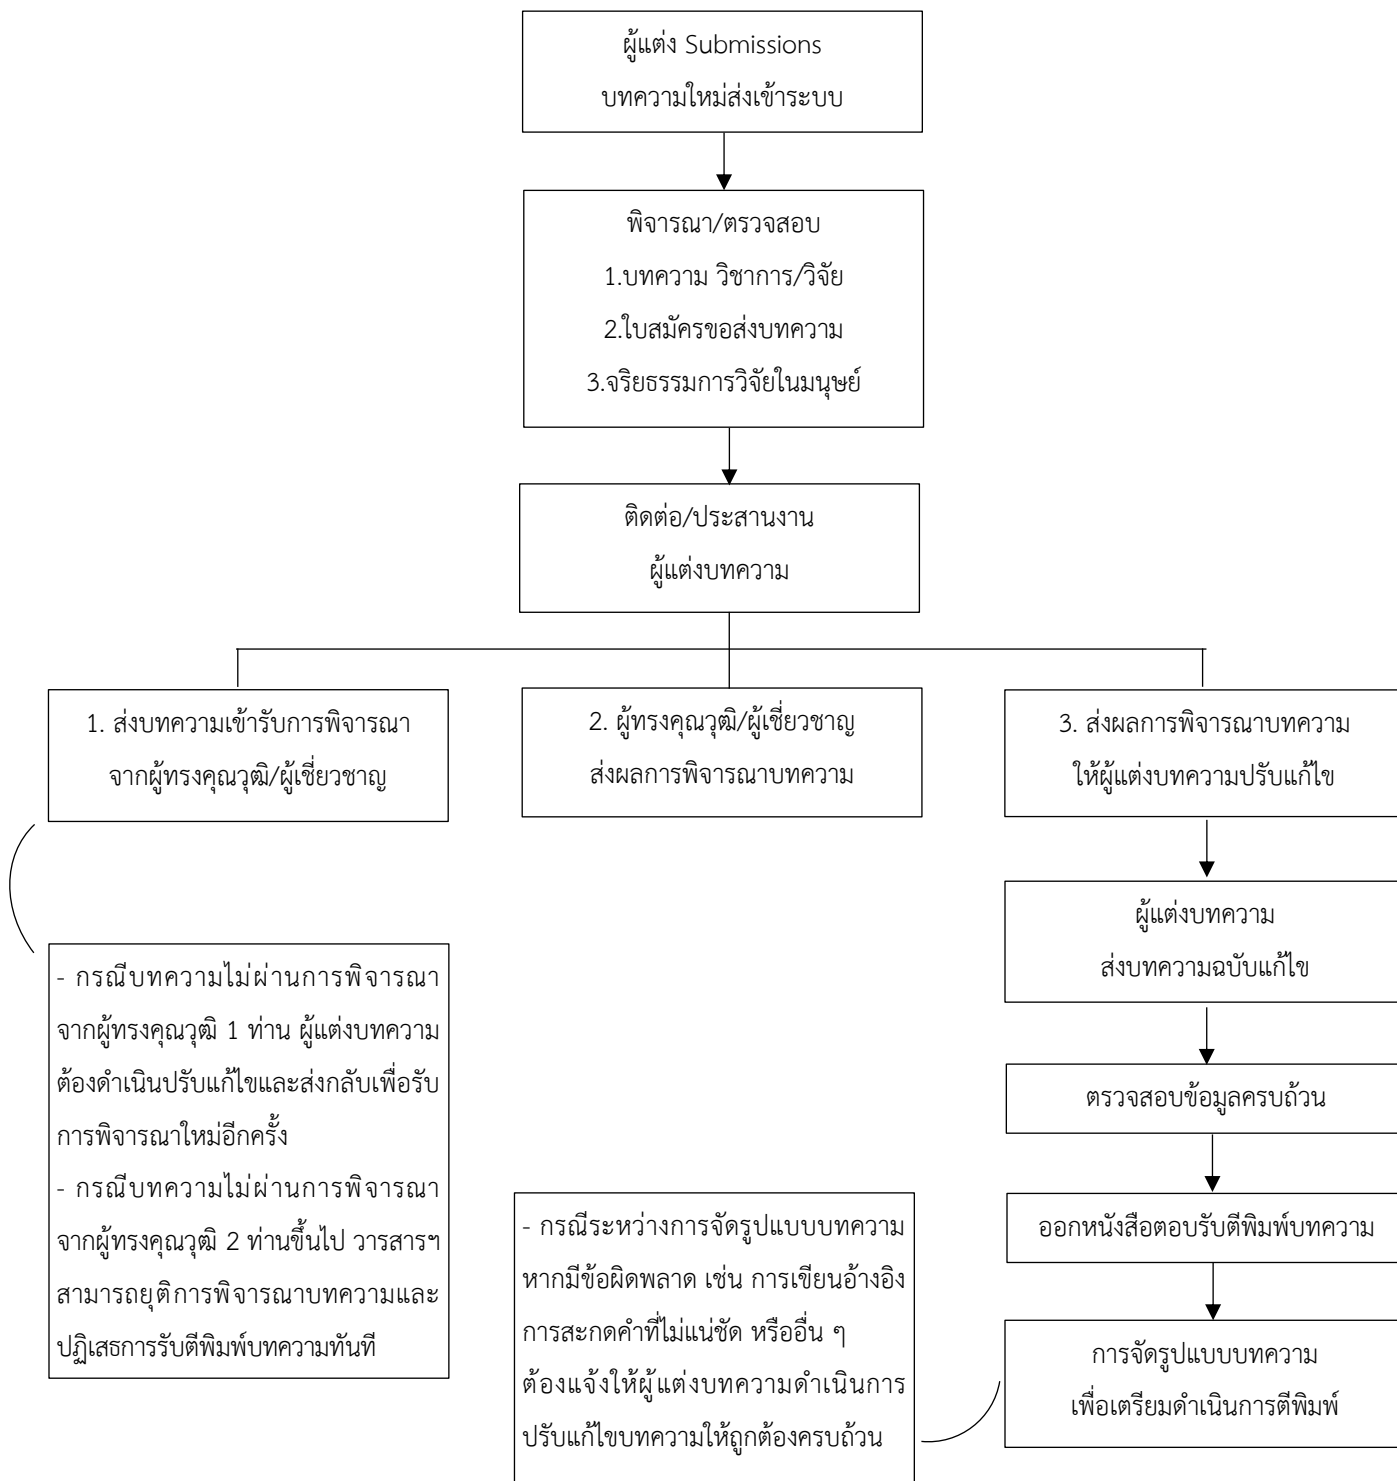 ผู้แต่ง Submissions
บทความใหม่ส่งเข้าระบบ
พิจารณา/ตรวจสอบ
1.บทความ วิชาการ/วิจัย
2.ใบสมัครขอส่งบทความ
3.จริยธรรมการวิจัยในมนุษย์
ติดต่อ/ประสานงาน
ผู้แต่งบทความ
1. ส่งบทความเข้ารับการพิจารณา
จากผู้ทรงคุณวุฒิ/ผู้เชี่ยวชาญ
2. ผู้ทรงคุณวุฒิ/ผู้เชี่ยวชาญ
ส่งผลการพิจารณาบทความ
3. ส่งผลการพิจารณาบทความ
ให้ผู้แต่งบทความปรับแก้ไข
ผู้แต่งบทความ
ส่งบทความฉบับแก้ไข
- กรณีบทความไม่ผ่านการพิจารณา
จากผู้ทรงคุณวุฒิ 1 ท่าน ผู้แต่งบทความ
ต้องดำเนินปรับแก้ไขและส่งกลับเพื่อรับ
การพิจารณาใหม่อีกครั้ง
- กรณีบทความไม่ผ่านการพิจารณา
จากผู้ทรงคุณวุฒิ 2 ท่านขึ้นไป วารสารฯ
สามารถยุติการพิจารณาบทความและ
ปฏิเสธการรับตีพิมพ์บทความทันที
ตรวจสอบข้อมูลครบถ้วน
ออกหนังสือตอบรับตีพิมพ์บทความ
- กรณีระหว่างการจัดรูปแบบบทความ
หากมีข้อผิดพลาด เช่น การเขียนอ้างอิง
การสะกดคำที่ไม่แน่ชัด หรืออื่น ๆ
ต้องแจ้งให้ผู้แต่งบทความดำเนินการ
ปรับแก้ไขบทความให้ถูกต้องครบถ้วน
การจัดรูปแบบบทความ
เพื่อเตรียมดำเนินการตีพิมพ์